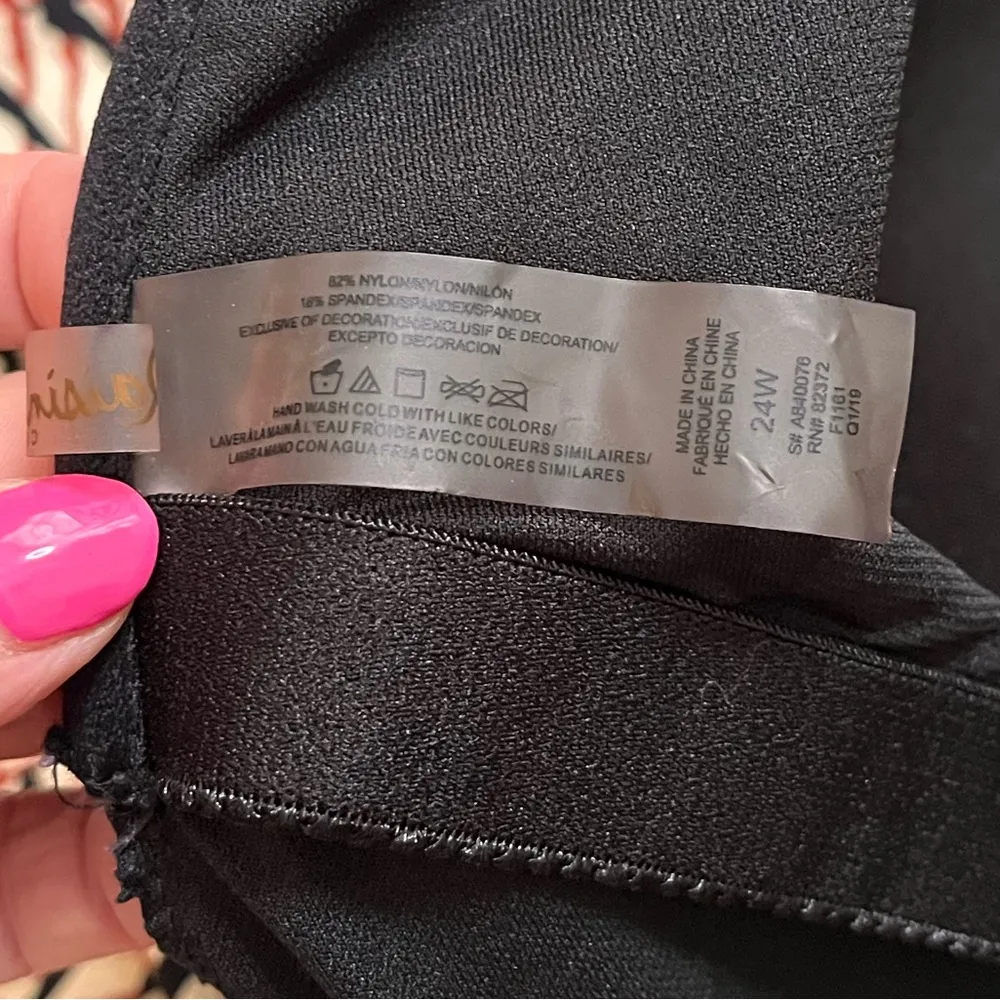 82% NYLON/NYLON/NILÓN
18% SPANDEX/SPANDEX/SPANDEX
EXCLUSIVE OF DECORATION/EXCLUSIF DE DECORATION/
EXCEPTO DECORACION
HAND WASH COLD WITH LIKE COLORS/
LAVER À LA MAIN À L'EAU FROIDE AVEC COULEURS SIMILAIRES/
LAVAR A MANO CON AGUA FRIA CON COLORES SIMILARES
MADE IN CHINA
FABRIQUÉ EN CHINE
HECHO EN CHINA
24W
S# A840076
RN# 82372
F1161
Q1/19